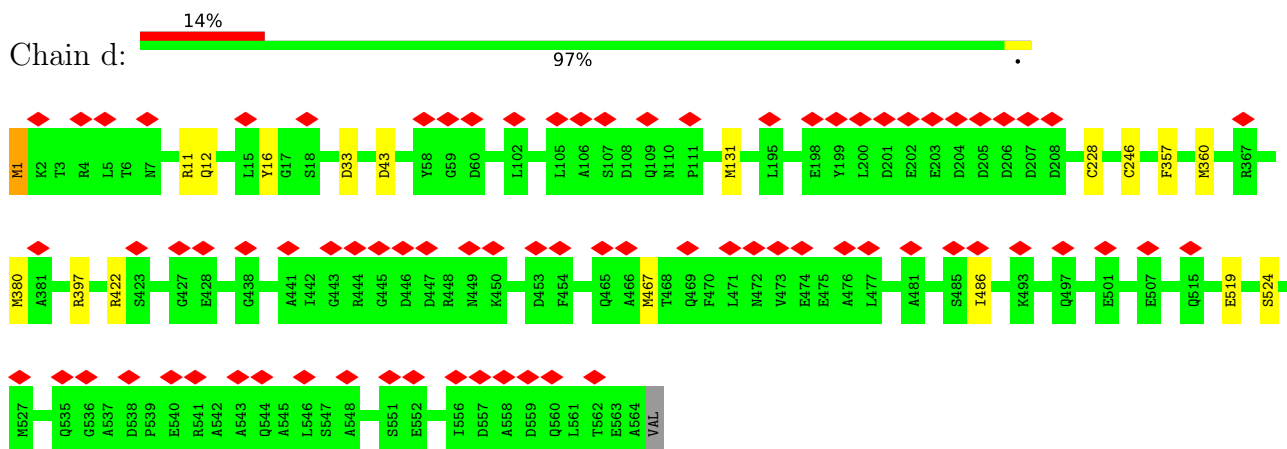 14%
Chain d:
97%
M1 K2 T3 R4 L5 T6 N7 R11 Q12 L15 Y16 G17 S18 D33 D43 Y58 G59 D60 L102 L105 A106 S107 D108 Q109 N110 P111 M131 L195 E198 Y199 L200 D201 E202 E203 D204 D205 D206 D207 D208 C228 C246 F357 M360 R367
M380 A381 R397 R422 S423 G427 E428 G438 A441 I442 G443 R444 G445 D446 D447 R448 N449 K450 D453 F454 Q465 A466 M467 T468 Q469 F470 L471 N472 V473 E474 E475 A476 L477 A481 S485 I486 K493 Q497 E501 E507 Q515 E519 S524
M527 Q535 G536 A537 D538 P539 E540 R541 A542 A543 Q544 A545 L546 S547 A548 S551 E552 I556 D557 A558 D559 Q560 L561 T562 E563 A564 VAL